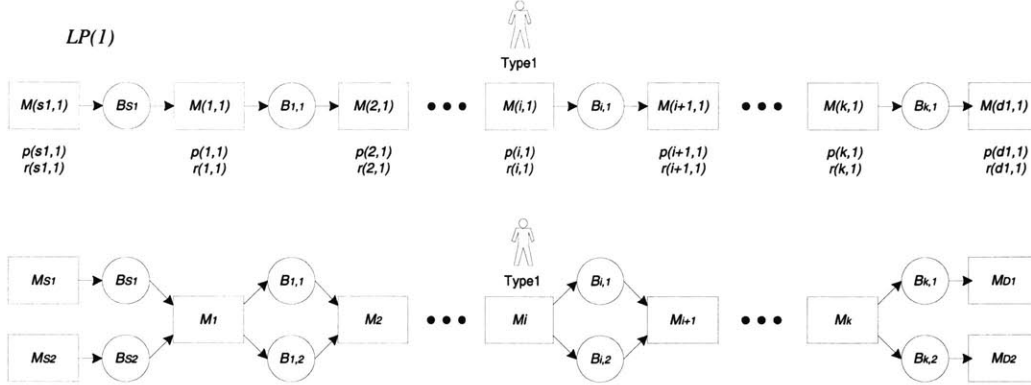 LP(1)
Type1
M(s1,1) BS1 M(1,1) B1,1 M(2,1) ••• M(i,1) Bi,1 M(i+1,1) ••• M(k,1) Bk,1 M(d1,1)
p(s1,1) p(1,1) p(2,1) p(i,1) p(i+1,1) p(k,1) p(d1,1)
r(s1,1) r(1,1) r(2,1) r(i,1) r(i+1,1) r(k,1) r(d1,1)
Type1
MS1 BS1 B1,1 Bi,1 Bk,1 MD1
M1 M2 ••• Mi Mi+1 ••• Mk
MS2 BS2 B1,2 Bi,2 Bk,2 MD2